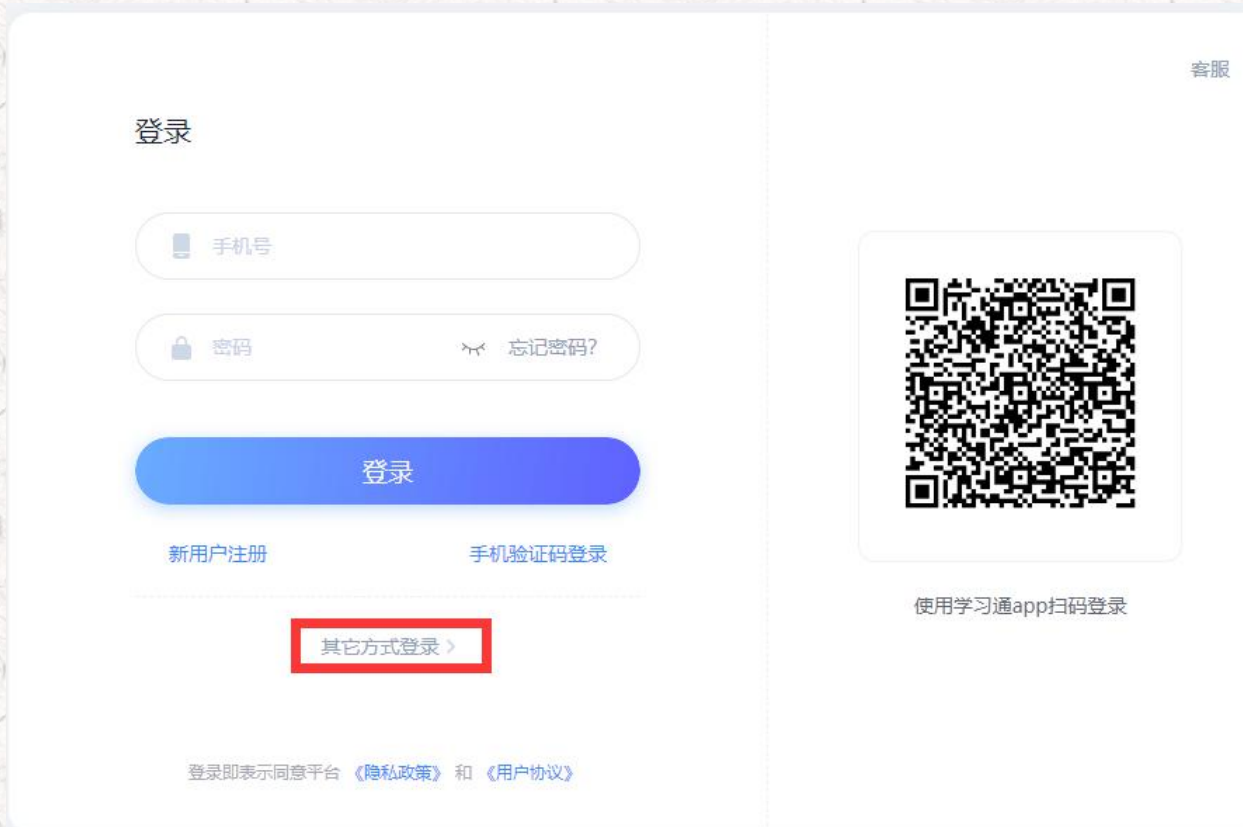 客服
登录
手机号
密码 忘记密码?
登录
新用户注册 手机验证码登录
其它方式登录
使用学习通app扫码登录
登录即表示同意平台 《隐私政策》 和 《用户协议》